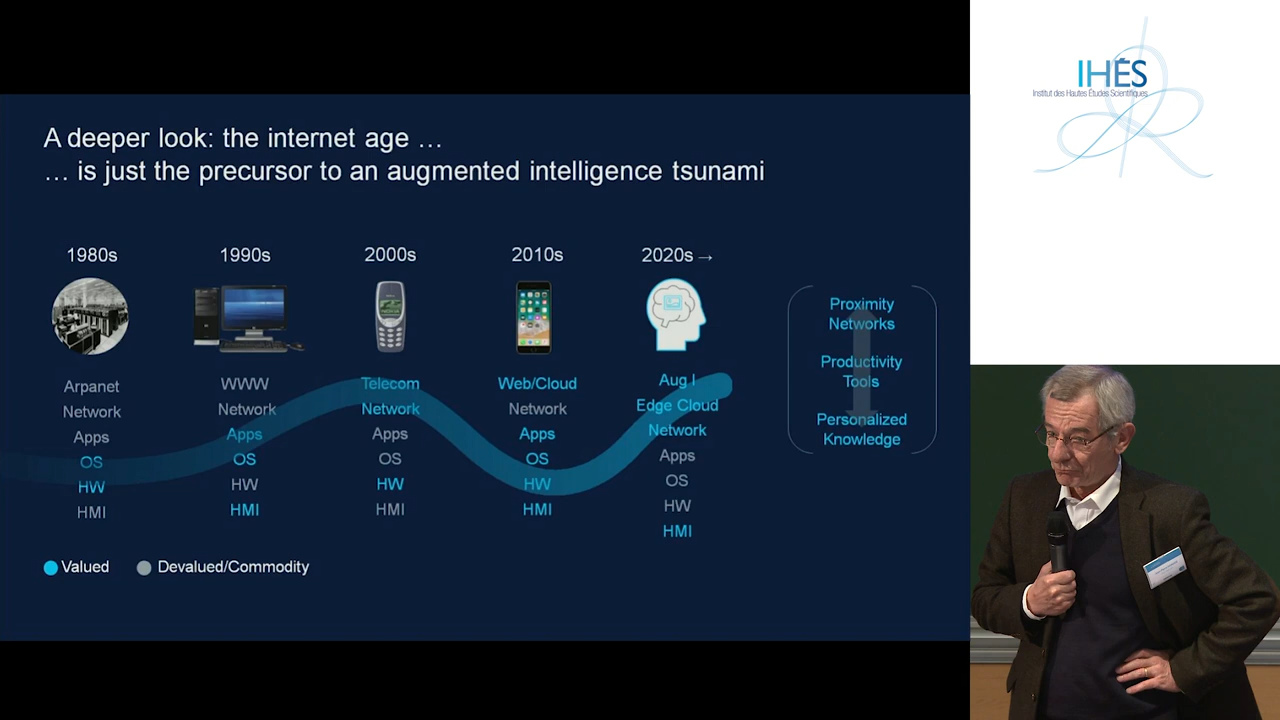 A deeper look: the internet age …
… is just the precursor to an augmented intelligence tsunami
1980s
1990s
2000s
2010s
2020s →
Arpanet
Network
Apps
OS
HW
HMI
WWW
Network
Apps
OS
HW
HMI
NOKIA
Telecom
Network
Apps
OS
HW
HMI
Web/Cloud
Network
Apps
OS
HW
HMI
Aug I
Edge Cloud
Network
Apps
OS
HW
HMI
Proximity
Networks
Productivity
Tools
Personalized
Knowledge
Valued
Devalued/Commodity
IHÉS
Institut des Hautes Études Scientifiques